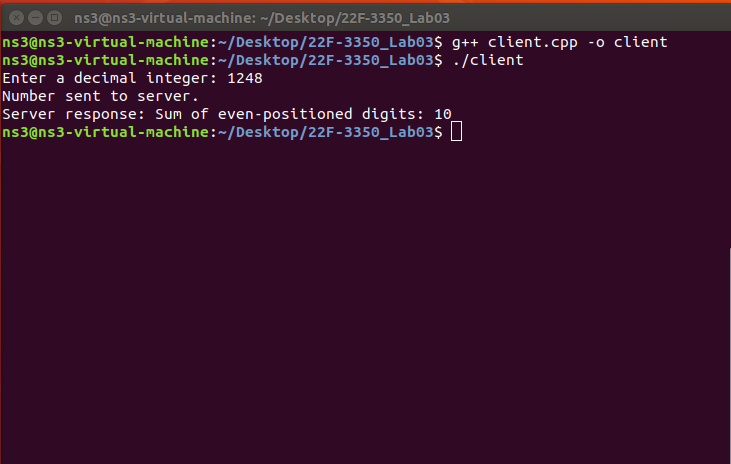 ns3@ns3-virtual-machine: ~/Desktop/22F-3350_Lab03
ns3@ns3-virtual-machine:~/Desktop/22F-3350_Lab03$ g++ client.cpp -o client
ns3@ns3-virtual-machine:~/Desktop/22F-3350_Lab03$ ./client
Enter a decimal integer: 1248
Number sent to server.
Server response: Sum of even-positioned digits: 10
ns3@ns3-virtual-machine:~/Desktop/22F-3350_Lab03$